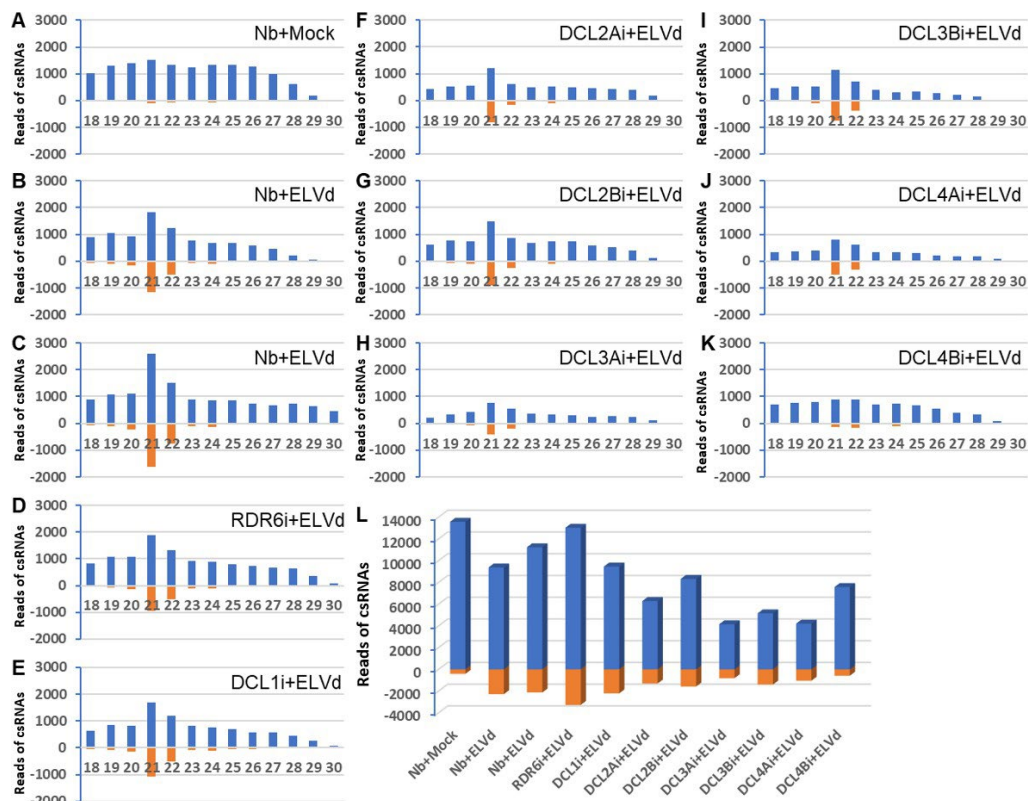 A
Nb+Mock
Reads of csRNAs
3000
2000
1000
0
-1000
-2000
18 19 20 21 22 23 24 25 26 27 28 29 30
B
Nb+ELVd
Reads of csRNAs
3000
2000
1000
0
-1000
-2000
18 19 20 21 22 23 24 25 26 27 28 29 30
C
Nb+ELVd
Reads of csRNAs
3000
2000
1000
0
-1000
-2000
18 19 20 21 22 23 24 25 26 27 28 29 30
D
RDR6i+ELVd
Reads of csRNAs
3000
2000
1000
0
-1000
-2000
18 19 20 21 22 23 24 25 26 27 28 29 30
E
DCL1i+ELVd
Reads of csRNAs
3000
2000
1000
0
-1000
-2000
18 19 20 21 22 23 24 25 26 27 28 29 30
F
DCL2Ai+ELVd
Reads of csRNAs
3000
2000
1000
0
-1000
-2000
18 19 20 21 22 23 24 25 26 27 28 29 30
G
DCL2Bi+ELVd
Reads of csRNAs
3000
2000
1000
0
-1000
-2000
18 19 20 21 22 23 24 25 26 27 28 29 30
H
DCL3Ai+ELVd
Reads of csRNAs
3000
2000
1000
0
-1000
-2000
18 19 20 21 22 23 24 25 26 27 28 29 30
I
DCL3Bi+ELVd
Reads of csRNAs
3000
2000
1000
0
-1000
-2000
18 19 20 21 22 23 24 25 26 27 28 29 30
J
DCL4Ai+ELVd
Reads of csRNAs
3000
2000
1000
0
-1000
-2000
18 19 20 21 22 23 24 25 26 27 28 29 30
K
DCL4Bi+ELVd
Reads of csRNAs
3000
2000
1000
0
-1000
-2000
18 19 20 21 22 23 24 25 26 27 28 29 30
L
Reads of csRNAs
14000
12000
10000
8000
6000
4000
2000
0
-2000
-4000
Nb+Mock
Nb+ELVd
Nb+ELVd
RDR6i+ELVd
DCL1i+ELVd
DCL2Ai+ELVd
DCL2Bi+ELVd
DCL3Ai+ELVd
DCL3Bi+ELVd
DCL4Ai+ELVd
DCL4Bi+ELVd